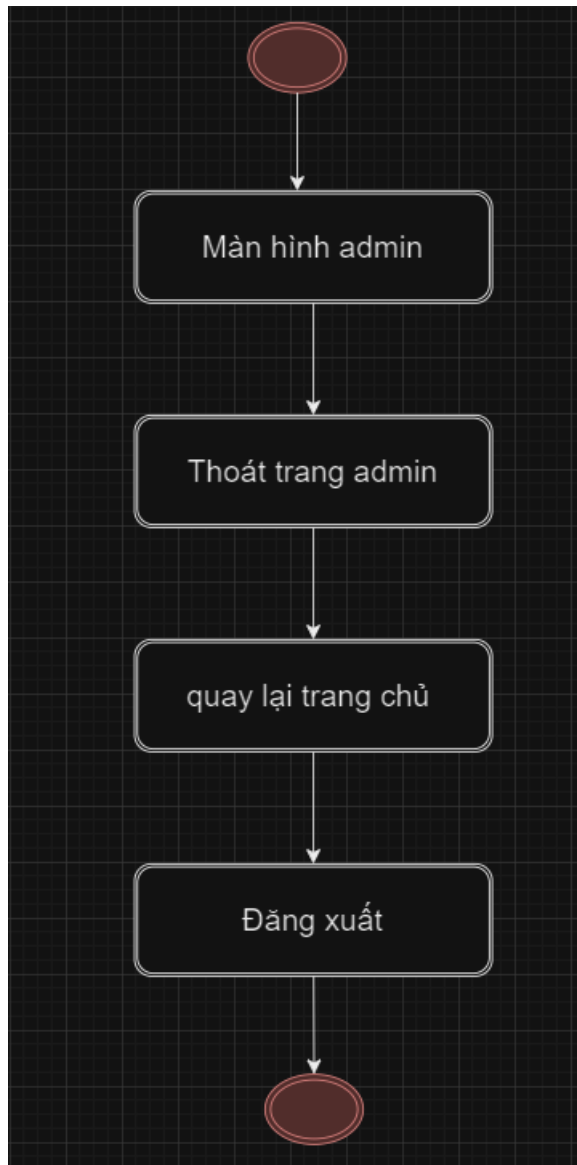 Màn hình admin
Thoát trang admin
quay lại trang chủ
Đăng xuất